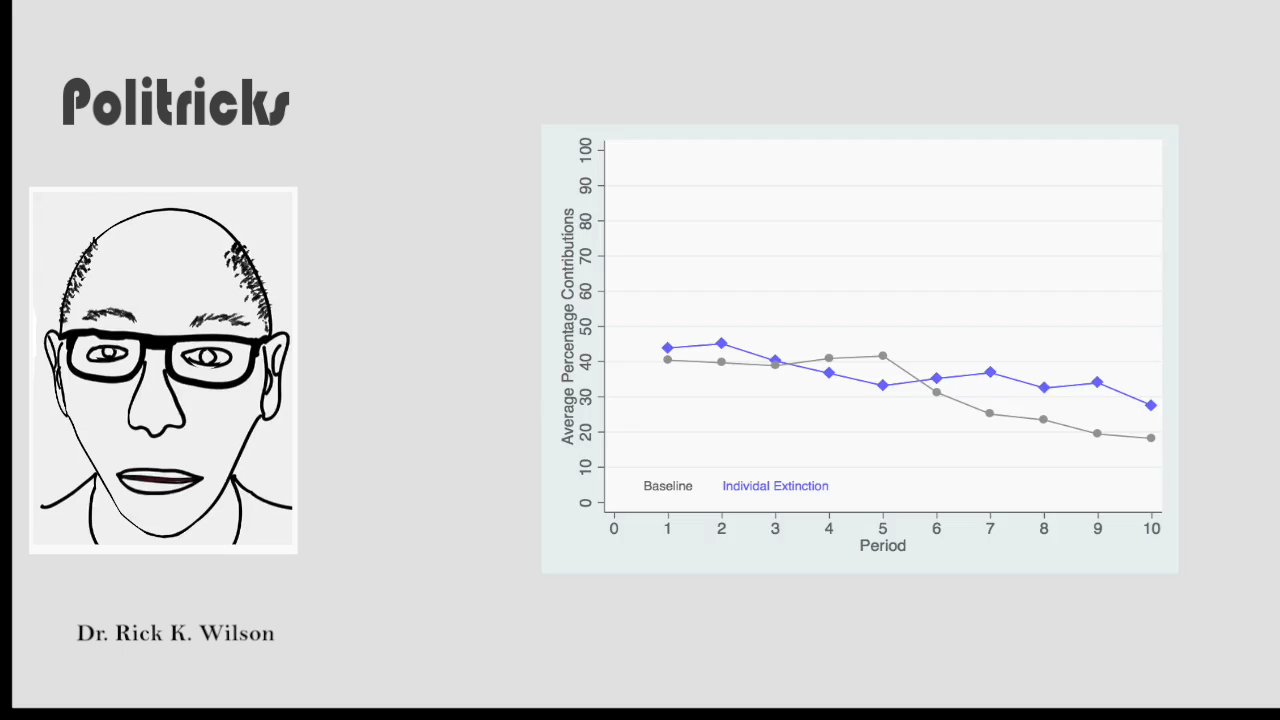 Politricks
Dr. Rick K. Wilson
Average Percentage Contributions
100
90
80
70
60
50
40
30
20
10
0
Baseline Individal Extinction
0 1 2 3 4 5 6 7 8 9 10
Period